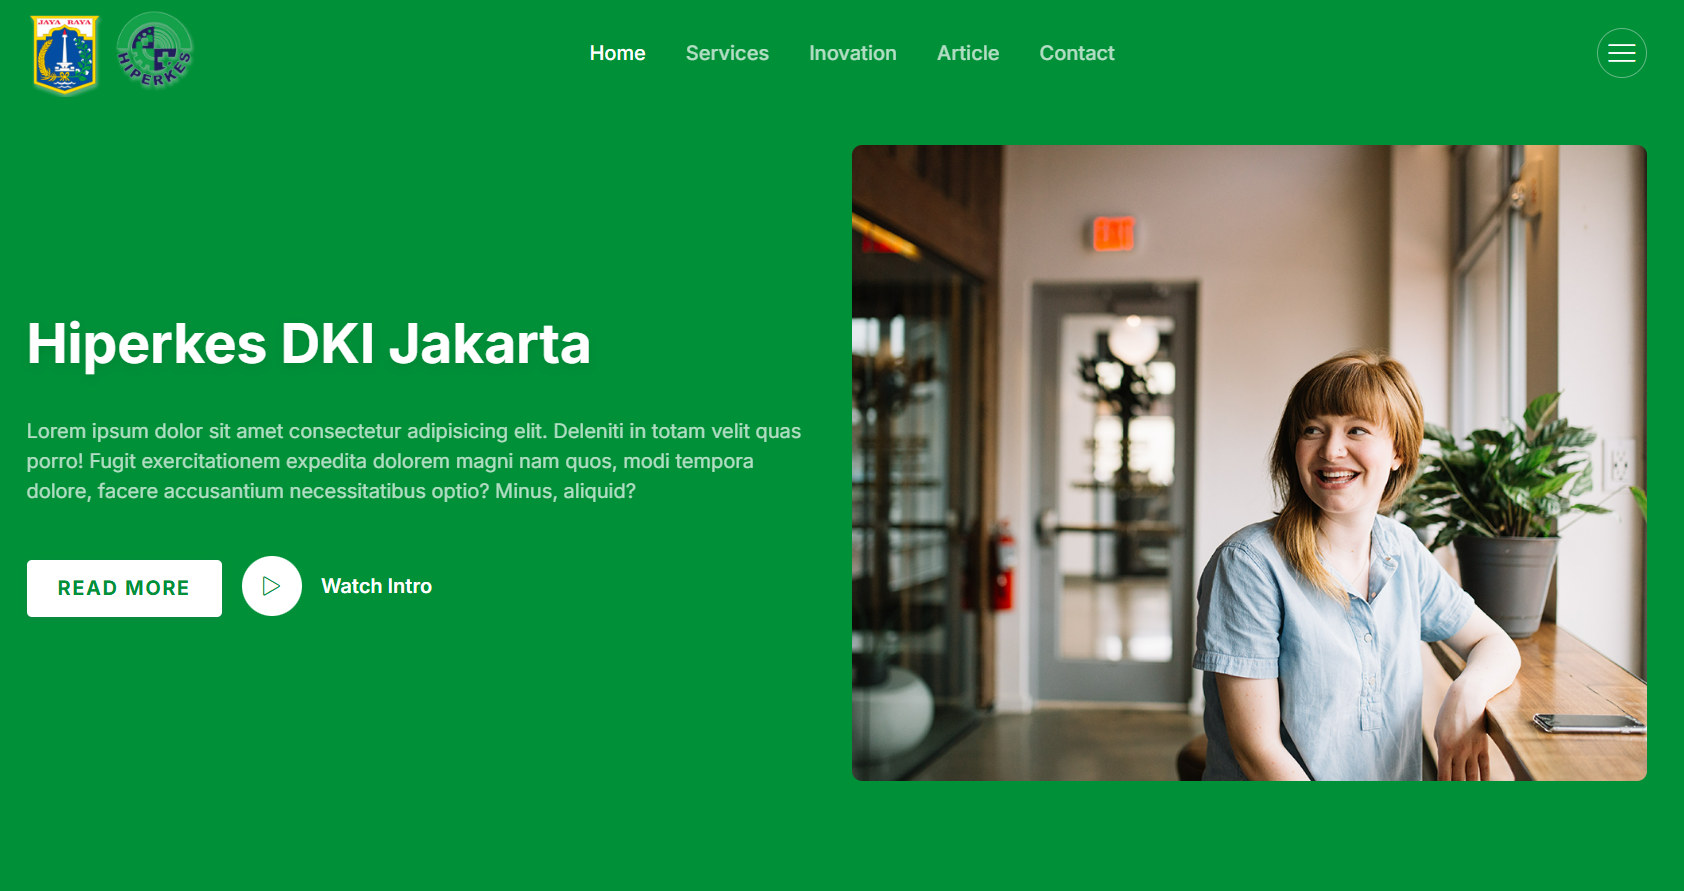 JAYA RAYA
HIPERKES
Home
Services
Inovation
Article
Contact
Hiperkes DKI Jakarta
Lorem ipsum dolor sit amet consectetur adipisicing elit. Deleniti in totam velit quas
porro! Fugit exercitationem expedita dolorem magni nam quos, modi tempora
dolore, facere accusantium necessitatibus optio? Minus, aliquid?
READ MORE
Watch Intro